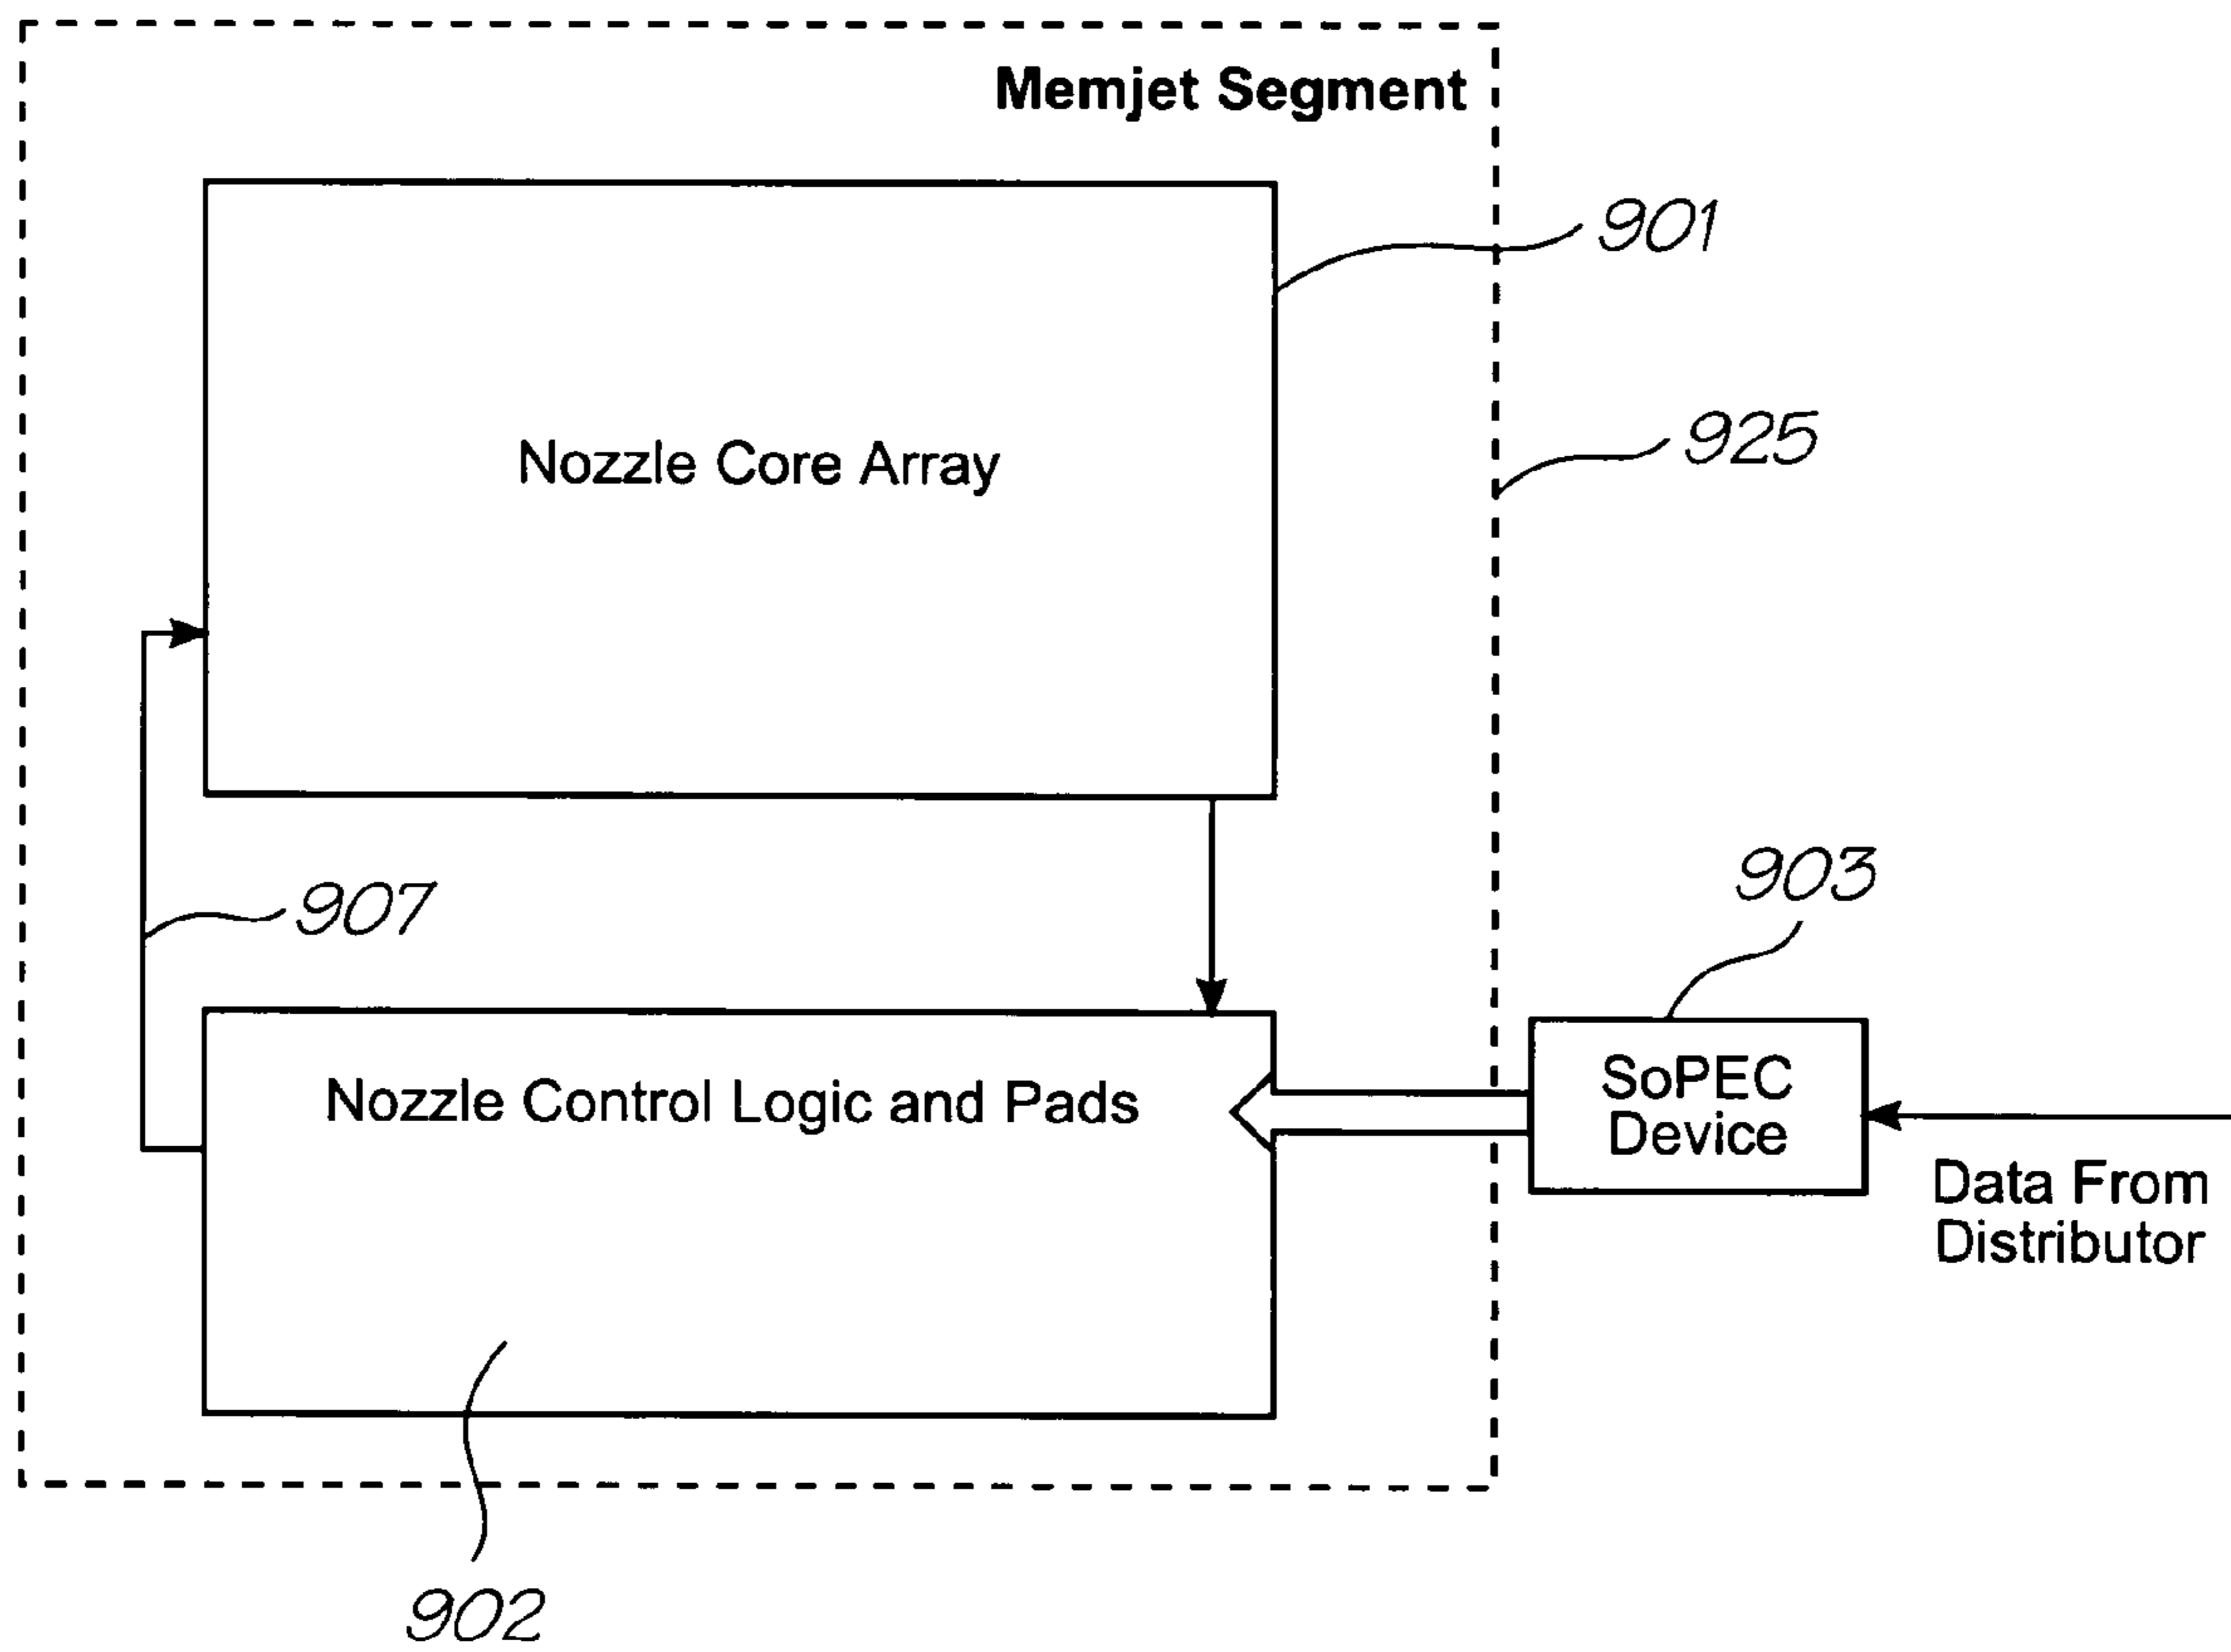 Memjet Segment
901
Nozzle Core Array
925
907
903
Nozzle Control Logic and Pads
SoPEC
Device
Data From
Distributor
902